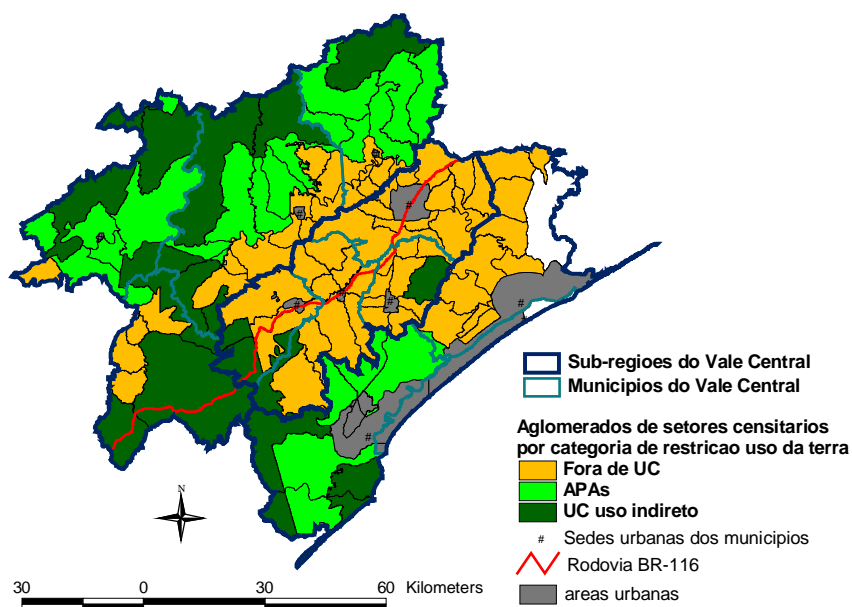 Sub-regioes do Vale Central
Municipios do Vale Central
Aglomerados de setores censitarios
por categoria de restricao uso da terra
Fora de UC
APAs
UC uso indireto
# Sedes urbanas dos municipios
Rodovia BR-116
areas urbanas
N
30 0 30 60 Kilometers